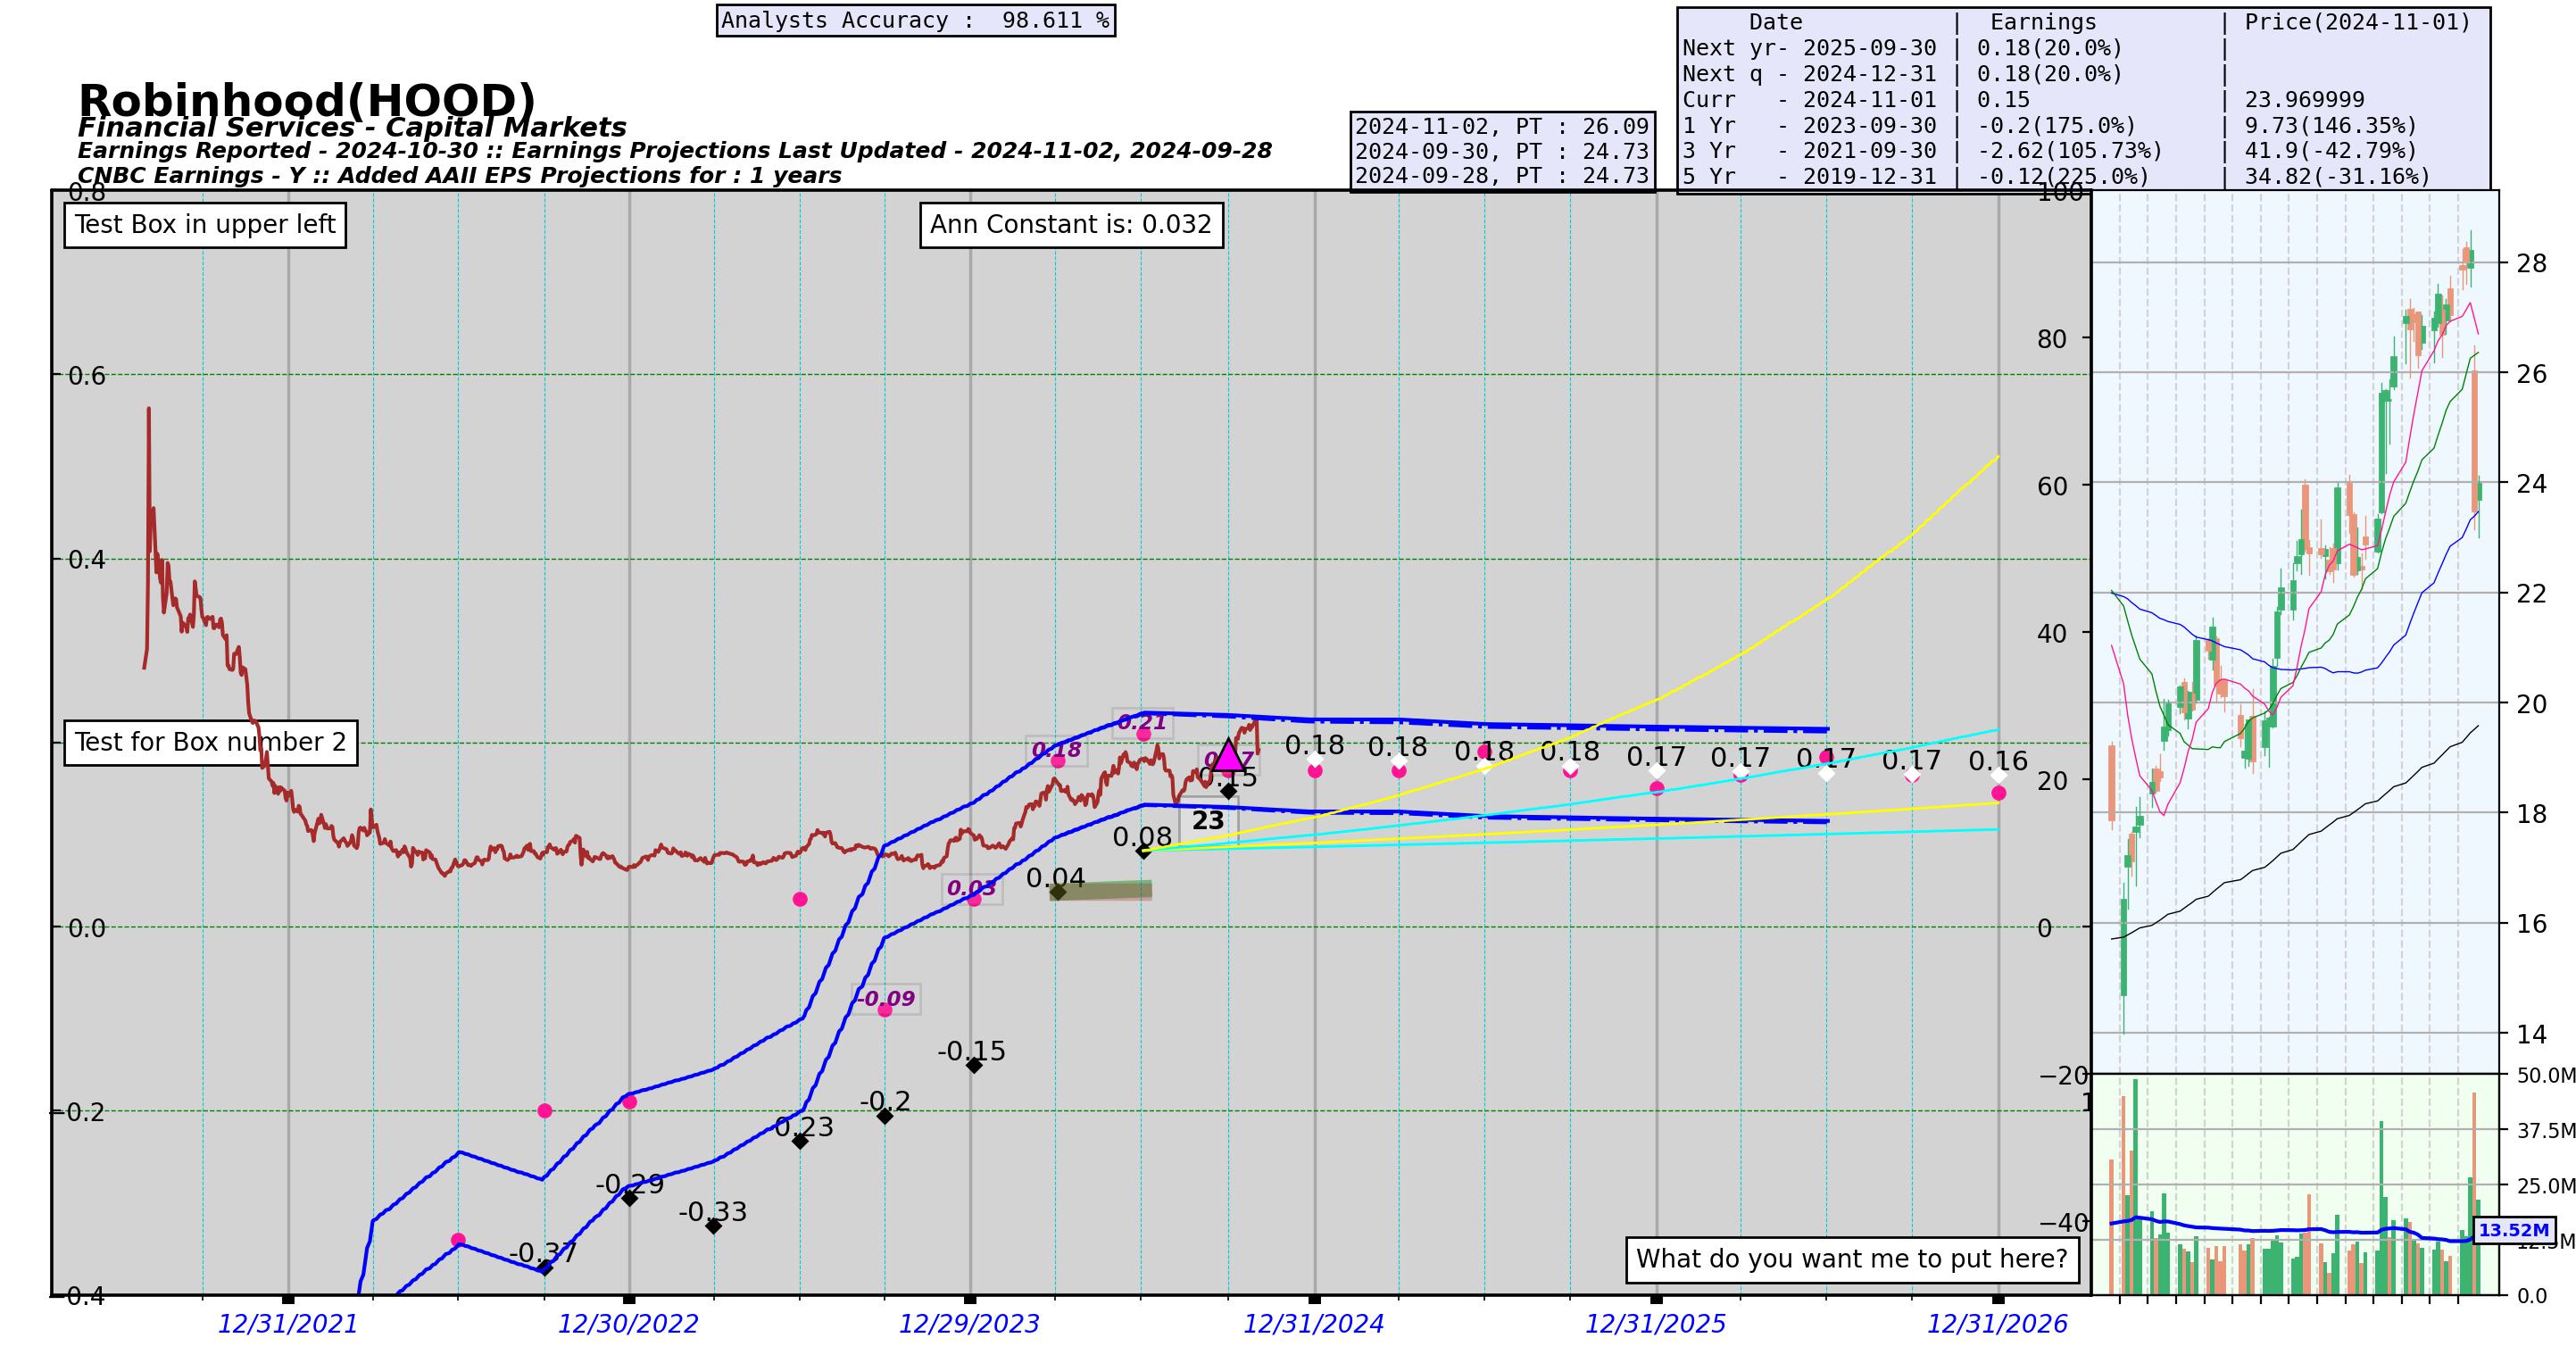 Analysts Accuracy :  98.611 %
Date | Earnings | Price(2024-11-01)
Next yr- 2025-09-30 | 0.18(20.0%) |
Next q - 2024-12-31 | 0.18(20.0%) |
Curr - 2024-11-01 | 0.15 | 23.969999
1 Yr - 2023-09-30 | -0.2(175.0%) | 9.73(146.35%)
3 Yr - 2021-09-30 | -2.62(105.73%) | 41.9(-42.79%)
5 Yr - 2019-12-31 | -0.12(225.0%) | 34.82(-31.16%)
Robinhood(HOOD)
Financial Services - Capital Markets
Earnings Reported - 2024-10-30 :: Earnings Projections Last Updated - 2024-11-02, 2024-09-28
CNBC Earnings - Y :: Added AAII EPS Projections for : 1 years
2024-11-02, PT : 26.09
2024-09-30, PT : 24.73
2024-09-28, PT : 24.73
Test Box in upper left
Ann Constant is: 0.032
Test for Box number 2
What do you want me to put here?
0.8
0.6
0.4
0.0
-0.2
-0.4
100
80
60
40
20
0
−20
−40
28
26
24
22
20
18
16
14
50.0M
37.5M
25.0M
13.52M
0.0
0.21
0.18
0.03
-0.09
0.15
23
0.08
0.04
-0.15
-0.2
0.23
-0.29
-0.33
-0.37
0.18
0.18
0.18
0.18
0.17
0.17
0.17
0.17
0.16
12/31/2021
12/30/2022
12/29/2023
12/31/2024
12/31/2025
12/31/2026